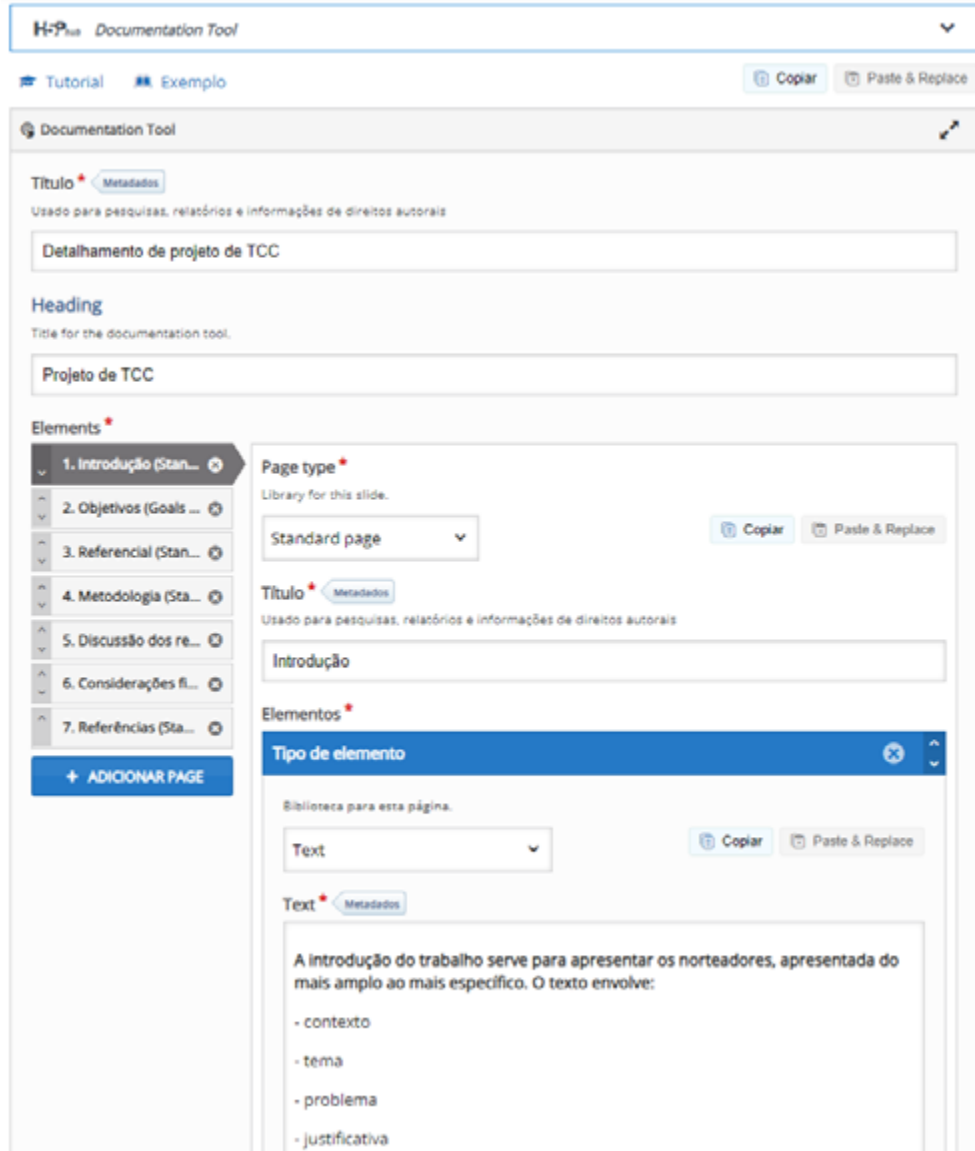 H5P Documentation Tool
Tutorial Exemplo
Copiar Paste & Replace
Documentation Tool
Título * Metadados
Usado para pesquisas, relatórios e informações de direitos autorais
Detalhamento de projeto de TCC
Heading
Title for the documentation tool.
Projeto de TCC
Elements *
1. Introdução (Stan...
2. Objetivos (Goals ...
3. Referencial (Stan...
4. Metodologia (Sta...
5. Discussão dos re...
6. Considerações fi...
7. Referências (Sta...
+ ADICIONAR PAGE
Page type *
Library for this slide.
Standard page
Copiar Paste & Replace
Título * Metadados
Usado para pesquisas, relatórios e informações de direitos autorais
Introdução
Elementos *
Tipo de elemento
Biblioteca para esta página.
Text
Copiar Paste & Replace
Text * Metadados
A introdução do trabalho serve para apresentar os norteadores, apresentada do
mais amplo ao mais específico. O texto envolve:
- contexto
- tema
- problema
- justificativa